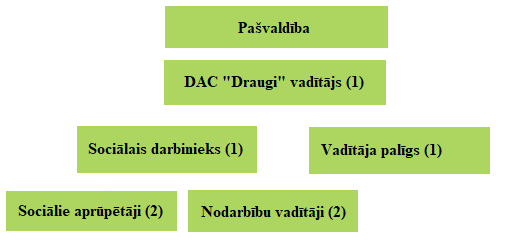 Pašvaldība
DAC "Draugi" vadītājs (1)
Sociālais darbinieks (1)
Vadītāja palīgs (1)
Sociālie aprūpētāji (2)
Nodarbību vadītāji (2)